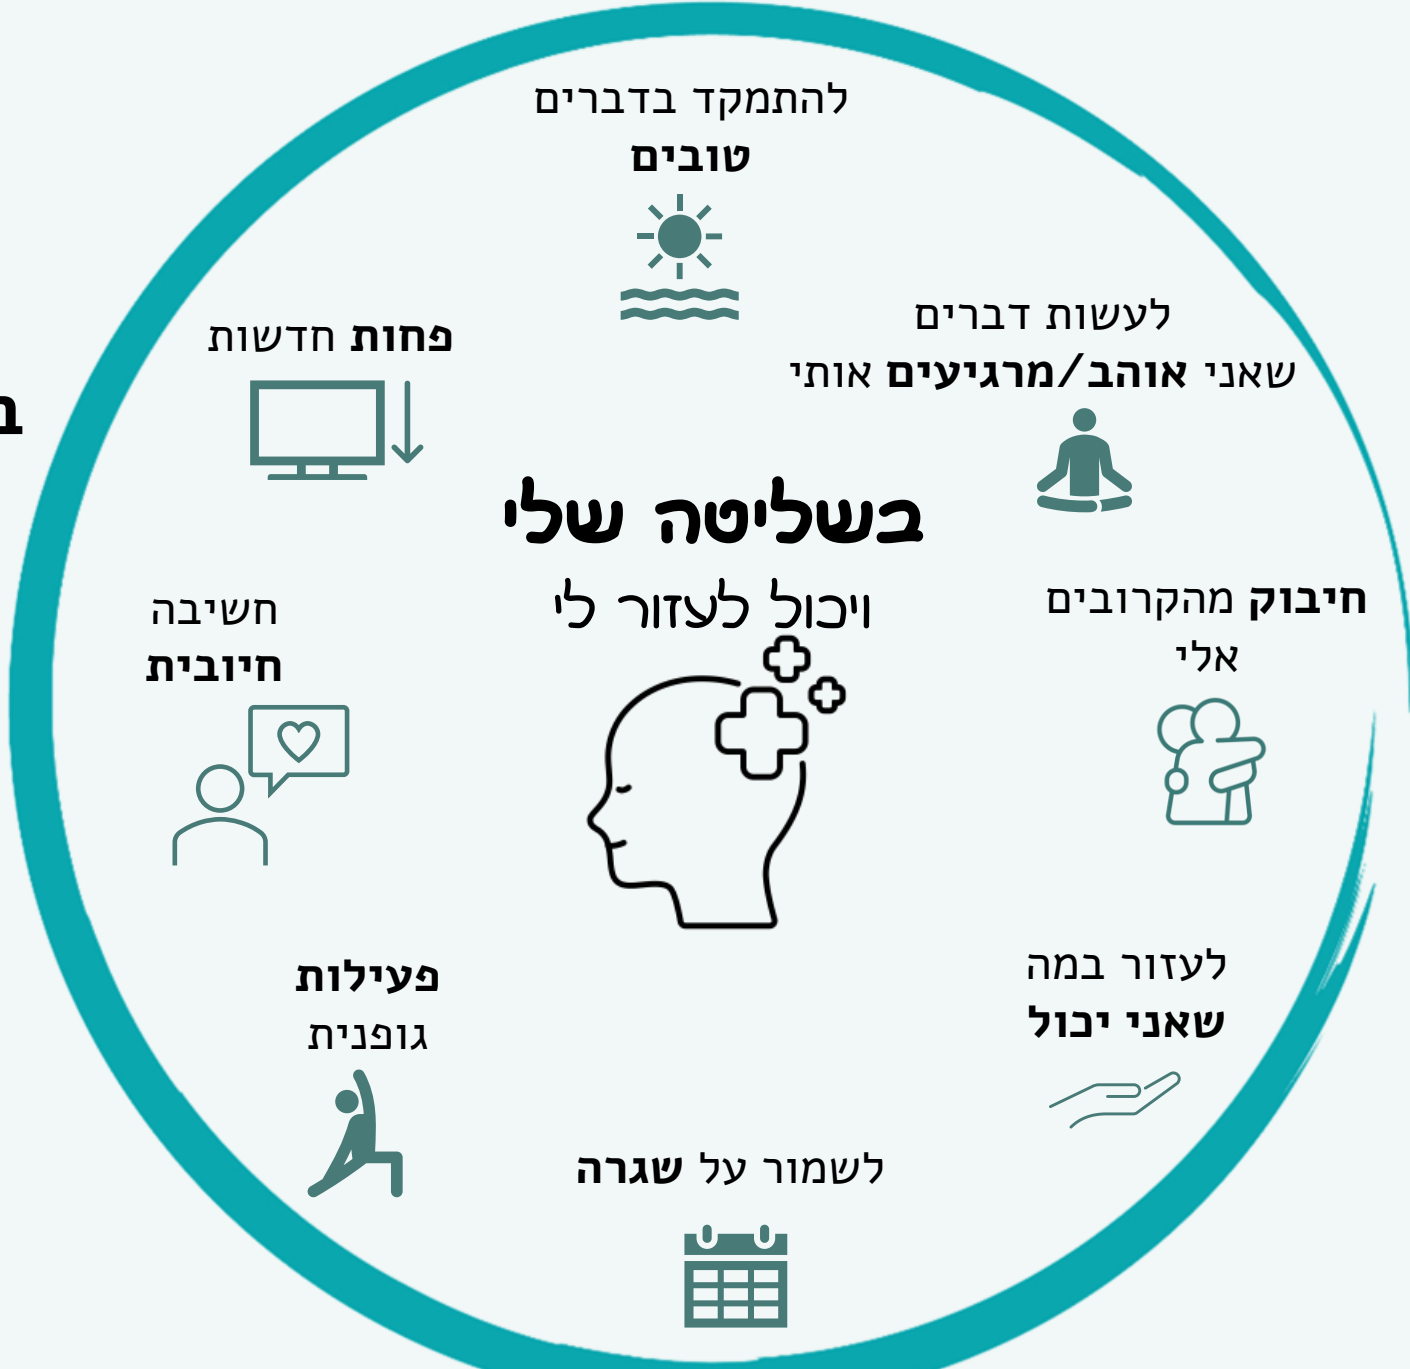 להתמקד בדברים
טובים
לעשות דברים
שאני אוהב/מרגיעים אותי
פחות חדשות
בשליטה שלי
ויכול לעזור לי
חיבוק מהקרובים
אלי
חשיבה
חיובית
לעזור במה
שאני יכול
פעילות
גופנית
לשמור על שגרה